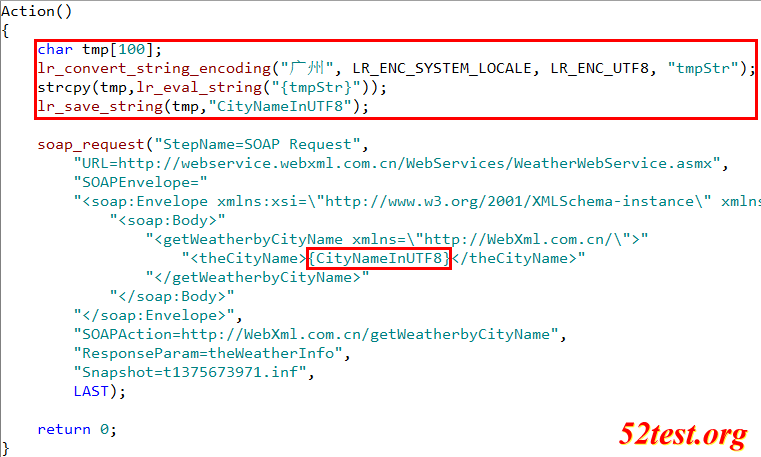 Action()
{
char tmp[100];
lr_convert_string_encoding("广州", LR_ENC_SYSTEM_LOCALE, LR_ENC_UTF8, "tmpStr");
strcpy(tmp,lr_eval_string("{tmpStr}"));
lr_save_string(tmp,"CityNameInUTF8");
soap_request("StepName=SOAP Request",
"URL=http://webservice.webxml.com.cn/WebServices/WeatherWebService.asmx",
"SOAPEnvelope="
"<soap:Envelope xmlns:xsi=\"http://www.w3.org/2001/XMLSchema-instance\" xmlns
"<soap:Body>"
"<getWeatherbyCityName xmlns=\"http://WebXml.com.cn/\">"
"<theCityName>{CityNameInUTF8}</theCityName>"
"</getWeatherbyCityName>"
"</soap:Body>"
"</soap:Envelope>",
"SOAPAction=http://WebXml.com.cn/getWeatherbyCityName",
"ResponseParam=theWeatherInfo",
"Snapshot=t1375673971.inf",
LAST);
return 0;
}
52test.org